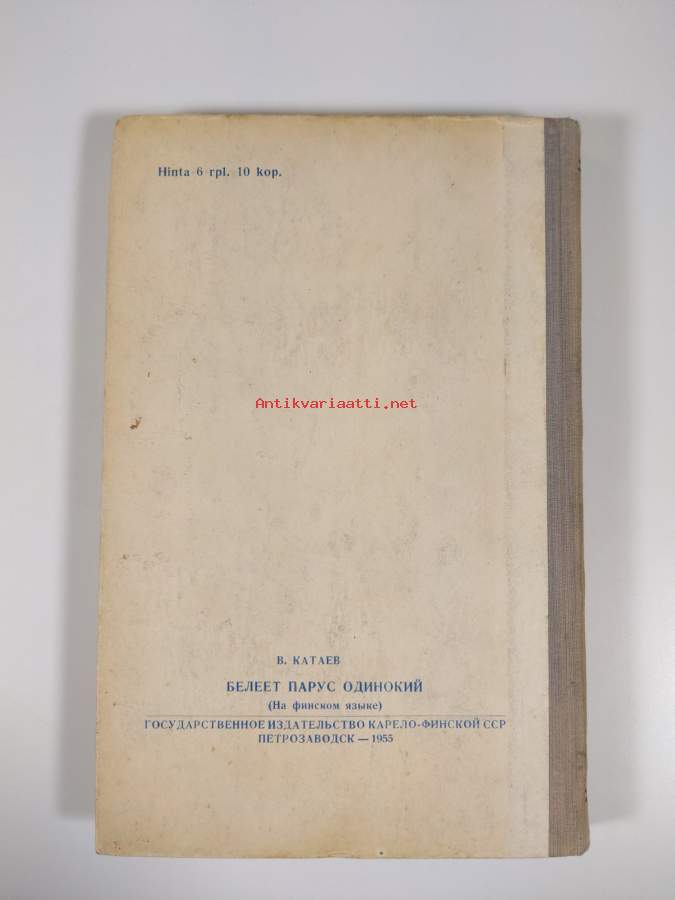 Hinta 6 rpl. 10 kop.
Antikvariaatti.net
В. КАТАЕВ
БЕЛЕЕТ ПАРУС ОДИНОКИЙ
(На финском языке)
ГОСУДАРСТВЕННОЕ ИЗДАТЕЛЬСТВО КАРЕЛО-ФИНСКОЙ ССР
ПЕТРОЗАВОДСК — 1955